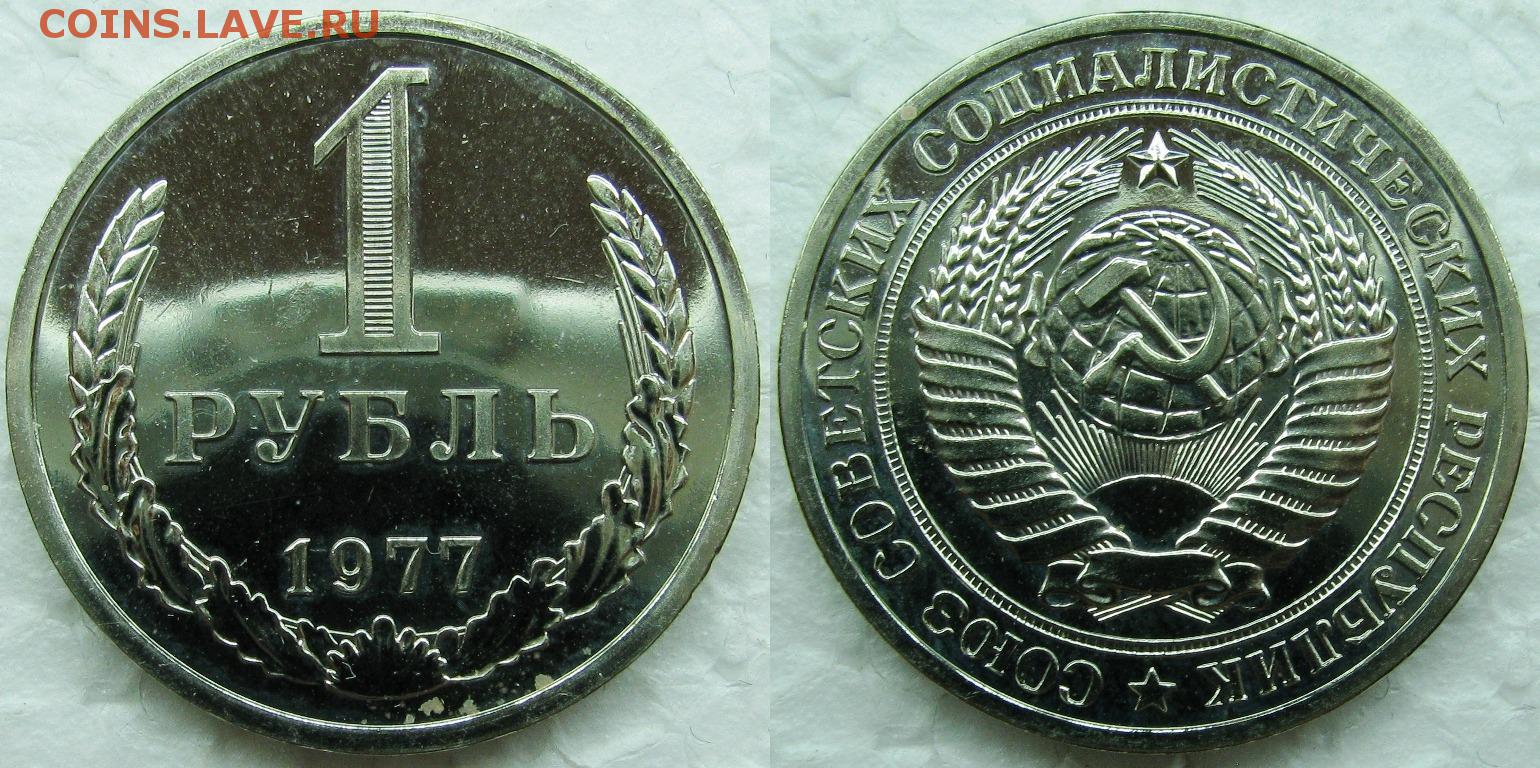 COINS.LAVE.RU
1
РУБЛЬ
1977
СОЮЗ СОВЕТСКИХ СОЦИАЛИСТИЧЕСКИХ РЕСПУБЛИК